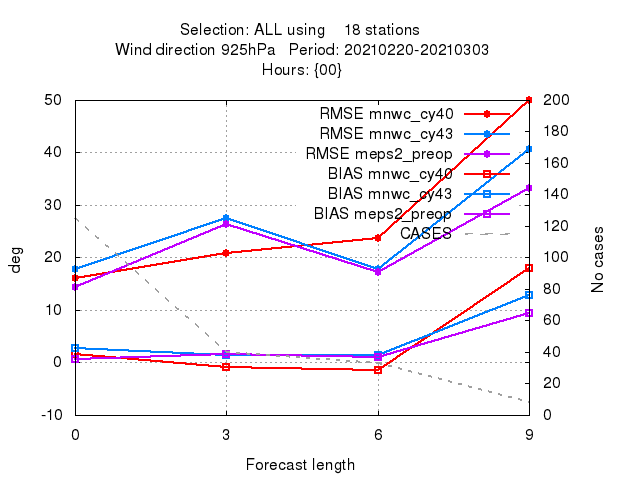 Selection: ALL using    18 stations
Wind direction 925hPa   Period: 20210220-20210303
Hours: {00}
50
40
30
20
10
0
-10
200
180
160
140
120
100
80
60
40
20
0
deg
No cases
RMSE mnwc_cy40
RMSE mnwc_cy43
RMSE meps2_preop
BIAS mnwc_cy40
BIAS mnwc_cy43
BIAS meps2_preop
CASES
0
3
6
9
Forecast length